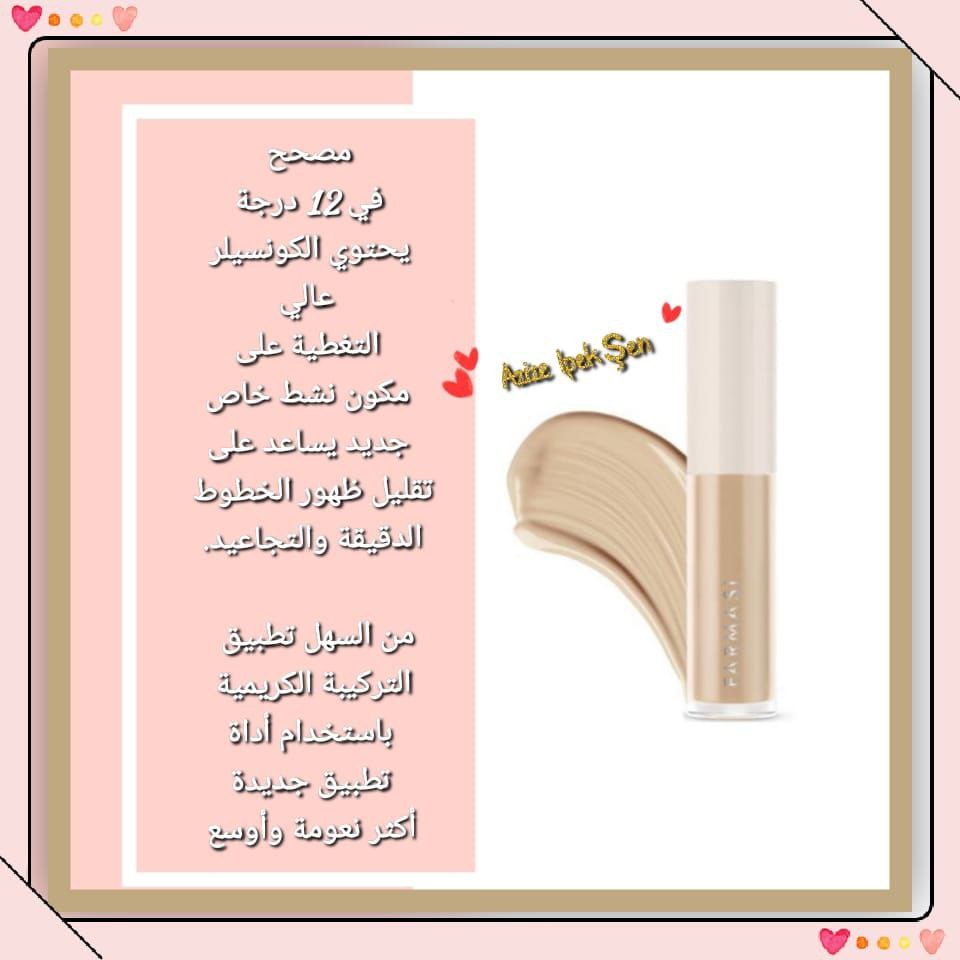 مصحح
في 12 درجة
يحتوي الكونسيلر
عالي
التغطية على
مكون نشط خاص
جديد يساعد على
تقليل ظهور الخطوط
الدقيقة والتجاعيد.
من السهل تطبيق
التركيبة الكريمية
باستخدام أداة
تطبيق جديدة
أكثر نعومة وأوسع
Azize Ipek Şen
FARMASI